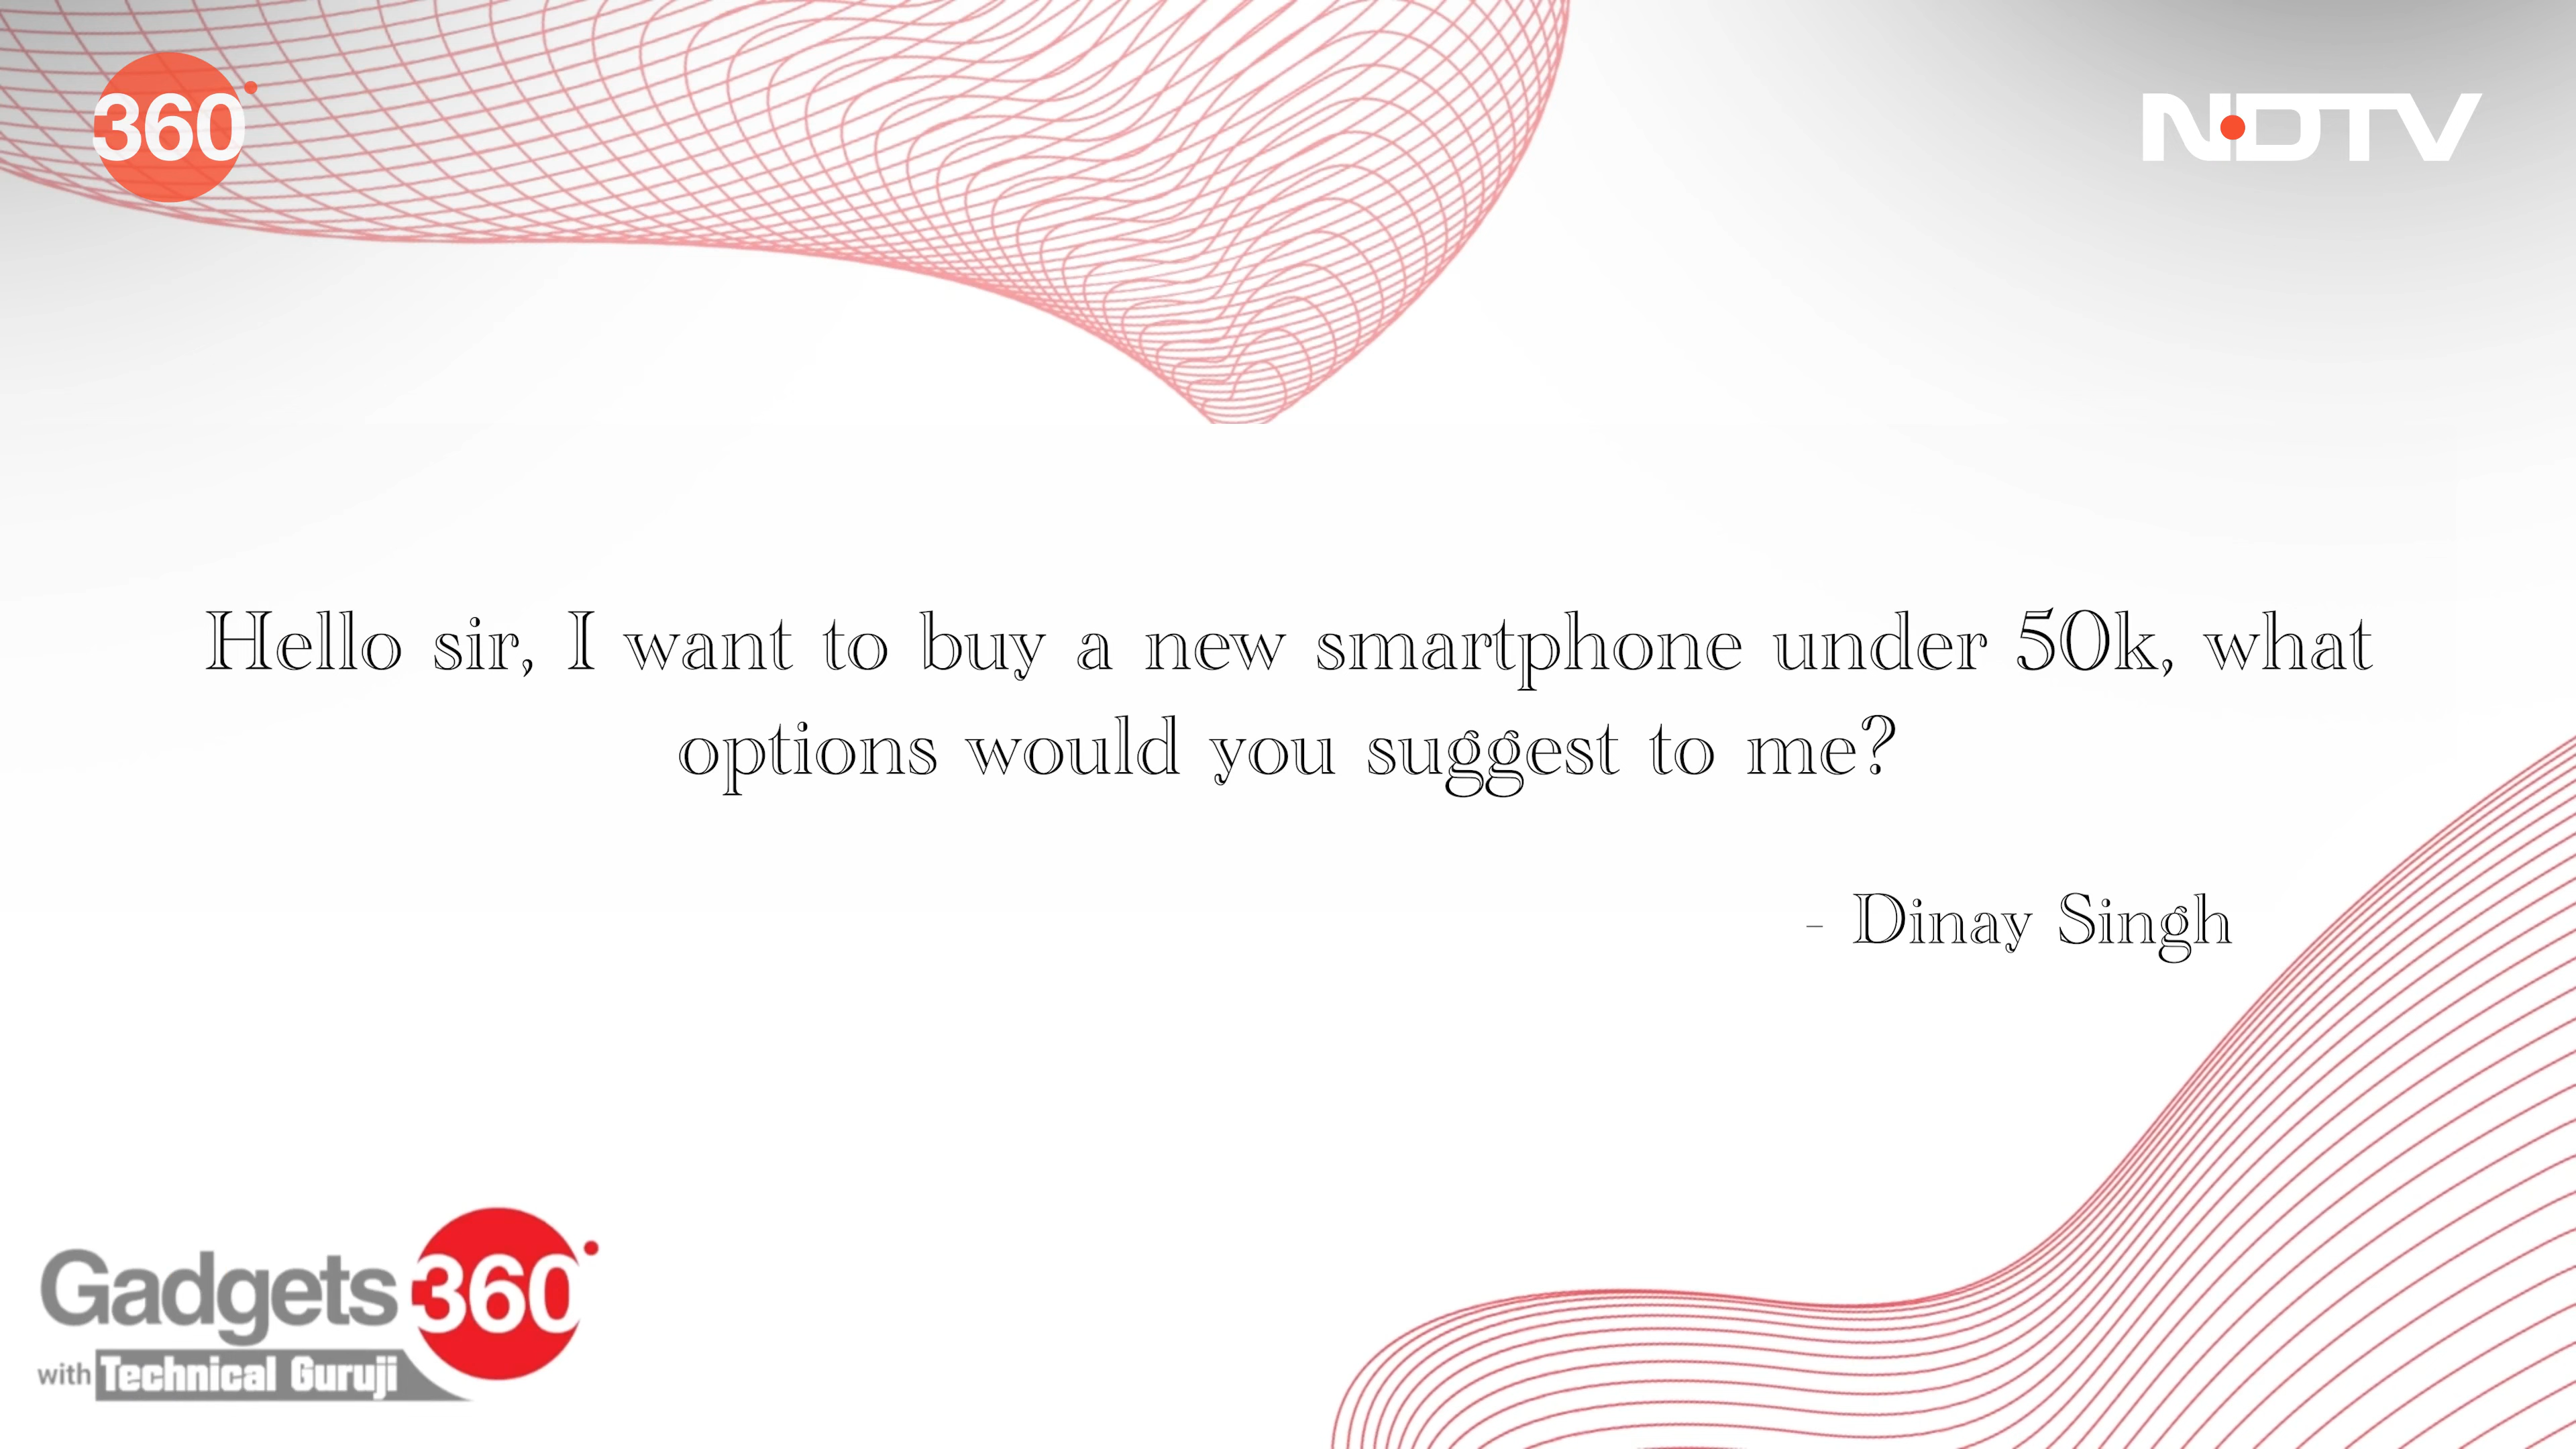 360
NDTV
Hello sir, I want to buy a new smartphone under 50k, what
options would you suggest to me?
- Dinay Singh
Gadgets 360
with Technical Guruji